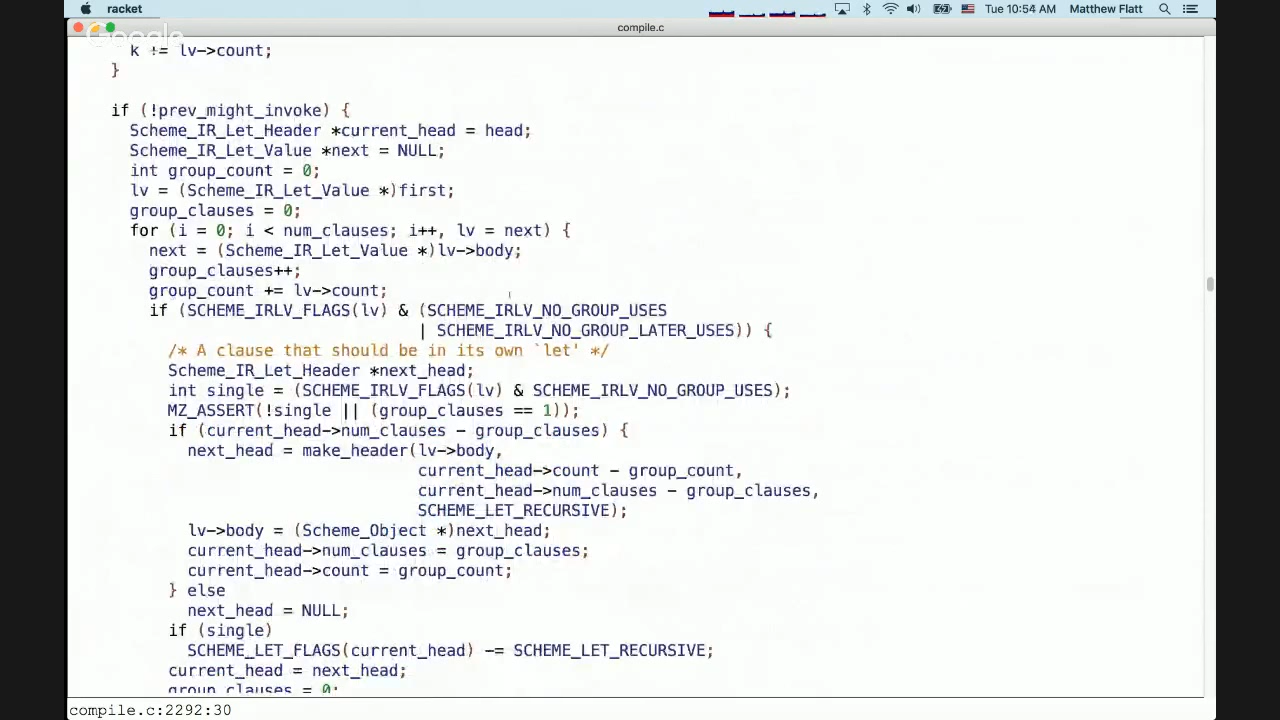 racket
Tue 10:54 AM Matthew Flatt
compile.c
Google
k += lv->count;
}
if (!prev_might_invoke) {
Scheme_IR_Let_Header *current_head = head;
Scheme_IR_Let_Value *next = NULL;
int group_count = 0;
lv = (Scheme_IR_Let_Value *)first;
group_clauses = 0;
for (i = 0; i < num_clauses; i++, lv = next) {
next = (Scheme_IR_Let_Value *)lv->body;
group_clauses++;
group_count += lv->count;
if (SCHEME_IRLV_FLAGS(lv) & (SCHEME_IRLV_NO_GROUP_USES
| SCHEME_IRLV_NO_GROUP_LATER_USES)) {
/* A clause that should be in its own `let' */
Scheme_IR_Let_Header *next_head;
int single = (SCHEME_IRLV_FLAGS(lv) & SCHEME_IRLV_NO_GROUP_USES);
MZ_ASSERT(!single || (group_clauses == 1));
if (current_head->num_clauses - group_clauses) {
next_head = make_header(lv->body,
current_head->count - group_count,
current_head->num_clauses - group_clauses,
SCHEME_LET_RECURSIVE);
lv->body = (Scheme_Object *)next_head;
current_head->num_clauses = group_clauses;
current_head->count = group_count;
} else
next_head = NULL;
if (single)
SCHEME_LET_FLAGS(current_head) -= SCHEME_LET_RECURSIVE;
current_head = next_head;
group_clauses = 0;
compile.c:2292:30